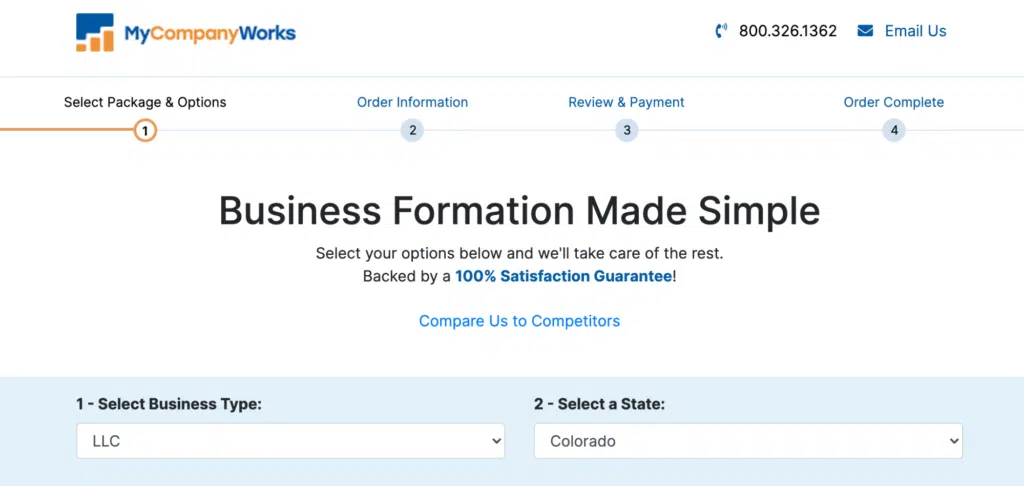 MyCompanyWorks
800.326.1362
Email Us
Select Package & Options
Order Information
Review & Payment
Order Complete
1
2
3
4
Business Formation Made Simple
Select your options below and we'll take care of the rest.
Backed by a 100% Satisfaction Guarantee!
Compare Us to Competitors
1 - Select Business Type:
2 - Select a State:
LLC
Colorado